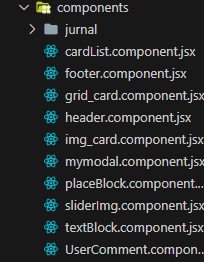 components
jurnal
cardList.component.jsx
footer.component.jsx
grid_card.component.jsx
header.component.jsx
img_card.component.jsx
mymodal.component.jsx
placeBlock.component...
sliderImg.component.jsx
textBlock.component.jsx
UserComment.compon...